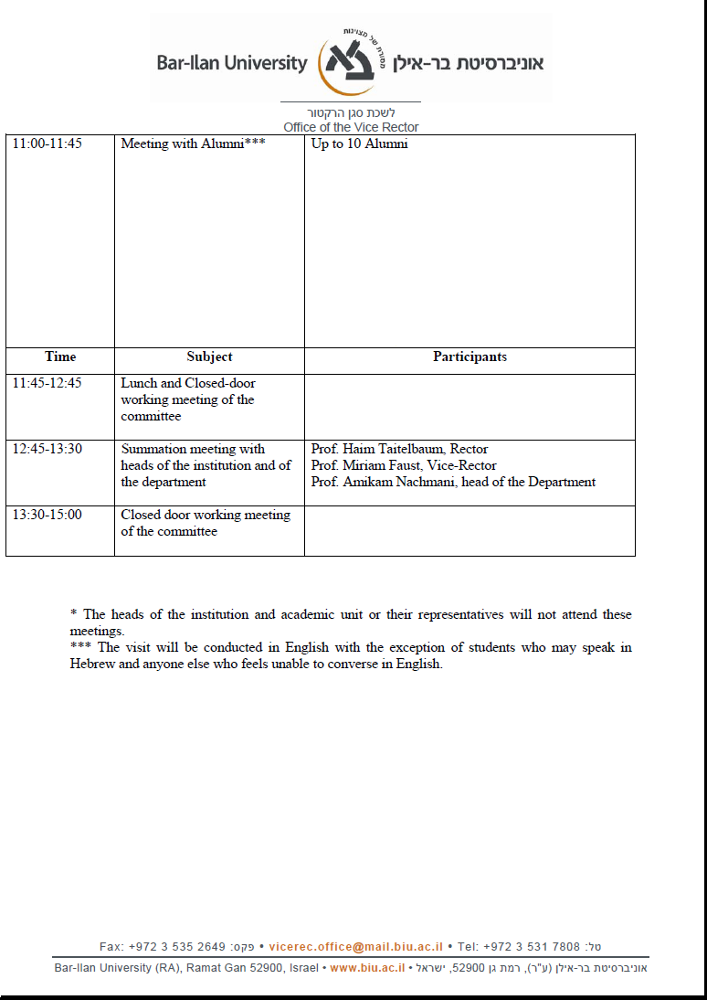 Bar-Ilan University
מסורת של מצוינות
אוניברסיטת בר-אילן
לשכת סגן הרקטור
Office of the Vice Rector
11:00-11:45 Meeting with Alumni*** Up to 10 Alumni
Time Subject Participants
11:45-12:45 Lunch and Closed-door
working meeting of the
committee
12:45-13:30 Summation meeting with Prof. Haim Taitelbaum, Rector
heads of the institution and of Prof. Miriam Faust, Vice-Rector
the department Prof. Amikam Nachmani, head of the Department
13:30-15:00 Closed door working meeting
of the committee
* The heads of the institution and academic unit or their representatives will not attend these
meetings.
*** The visit will be conducted in English with the exception of students who may speak in
Hebrew and anyone else who feels unable to converse in English.
Fax: +972 3 535 2649 :פקס • vicerec.office@mail.biu.ac.il • Tel: +972 3 531 7808 :טל
Bar-Ilan University (RA), Ramat Gan 52900, Israel • www.biu.ac.il • אוניברסיטת בר-אילן (ע"ר), רמת גן 52900, ישראל